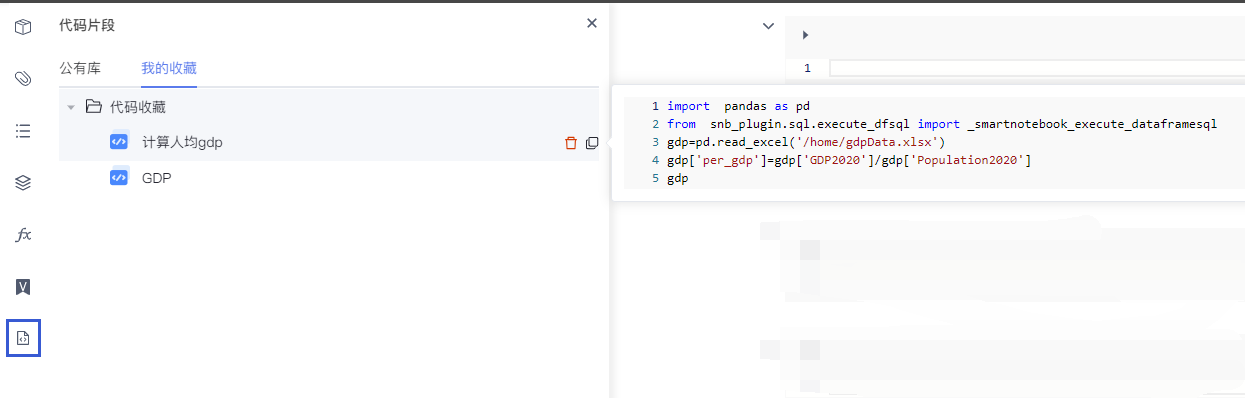 代码片段
公有库 我的收藏
代码收藏
计算人均gdp
GDP
1
1 import  pandas as pd
2 from  snb_plugin.sql.execute_dfsql import _smartnotebook_execute_dataframesql
3 gdp=pd.read_excel('/home/gdpData.xlsx')
4 gdp['per_gdp']=gdp['GDP2020']/gdp['Population2020']
5 gdp
fx
V